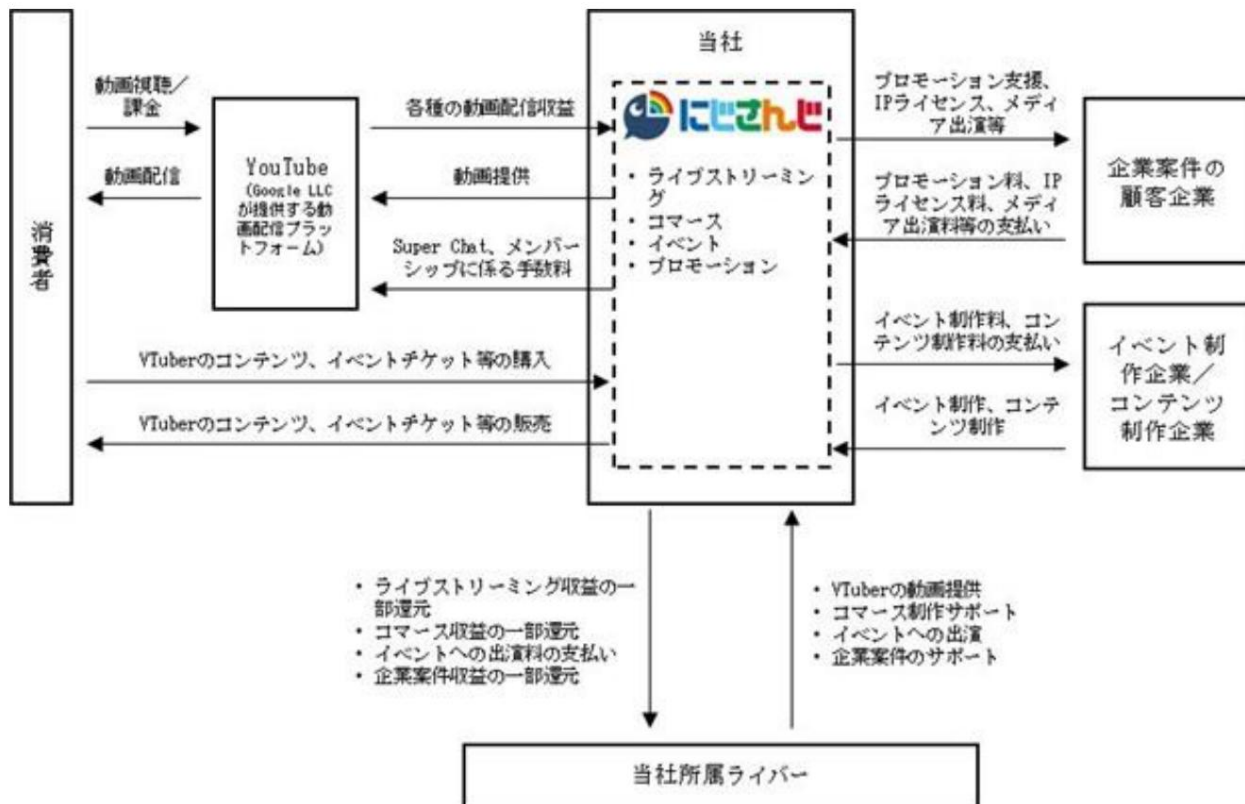 当社
動画視聴／
課金
動画配信
消費者
YouTube
(Google LLC
が提供する動
画配信プラッ
トフォーム)
各種の動画配信収益
動画提供
Super Chat、メンバー
シップに係る手数料
VTuberのコンテンツ、イベントチケット等の購入
VTuberのコンテンツ、イベントチケット等の販売
にじさんじ
・ ライブストリーミン
グ
・ コマース
・ イベント
・ プロモーション
プロモーション支援、
IPライセンス、メディ
ア出演等
プロモーション料、IP
ライセンス料、メディ
ア出演料等の支払い
企業案件の
顧客企業
イベント制作料、コン
テンツ制作料の支払い
イベント制作、コンテ
ンツ制作
イベント制
作企業／
コンテンツ
制作企業
・ ライブストリーミング収益の一
部還元
・ コマース収益の一部還元
・ イベントへの出演料の支払い
・ 企業案件収益の一部還元
・ VTuberの動画提供
・ コマース制作サポート
・ イベントへの出演
・ 企業案件のサポート
当社所属ライバー